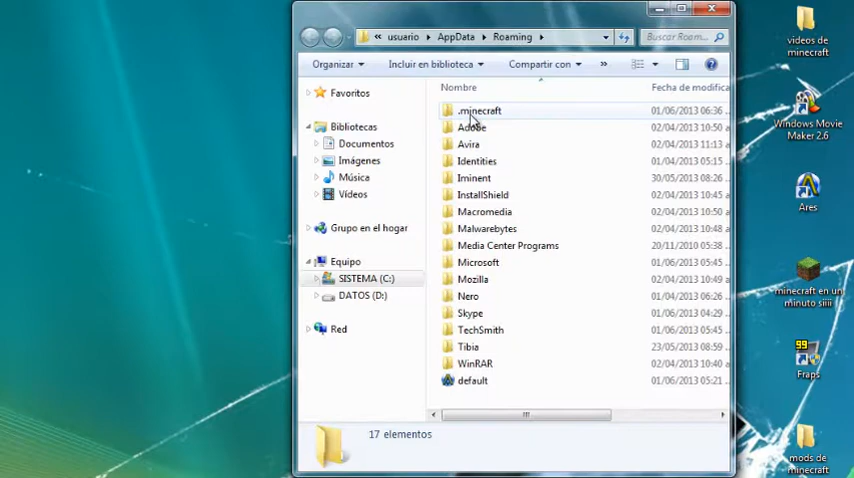 « usuario ▸ AppData ▸ Roaming ▸
Buscar Roam...
Organizar
Incluir en biblioteca
Compartir con
»
Nombre
Fecha de modifica
Favoritos
Bibliotecas
Documentos
Imágenes
Música
Vídeos
Grupo en el hogar
Equipo
SISTEMA (C:)
DATOS (D:)
Red
.minecraft 01/06/2013 06:36 ...
Adobe 02/04/2013 10:50 a
Avira 02/04/2013 11:13 a
Identities 01/04/2013 05:15 ...
Iminent 30/05/2013 08:26 ...
InstallShield 02/04/2013 10:45 a
Macromedia 02/04/2013 10:50 a
Malwarebytes 02/04/2013 09:48 ...
Media Center Programs 20/11/2010 05:38 ...
Microsoft 01/06/2013 05:45 ...
Mozilla 02/04/2013 10:49 a
Nero 01/04/2013 06:26 ...
Skype 01/06/2013 04:29 ...
TechSmith 01/06/2013 05:45 ...
Tibia 23/05/2013 08:59 ...
WinRAR 02/04/2013 10:40 a
default 01/06/2013 05:21 ...
17 elementos
videos de
minecraft
Windows Movie
Maker 2.6
Ares
minecraft en un
minuto siiii
99
Fraps
mods de
minecraft